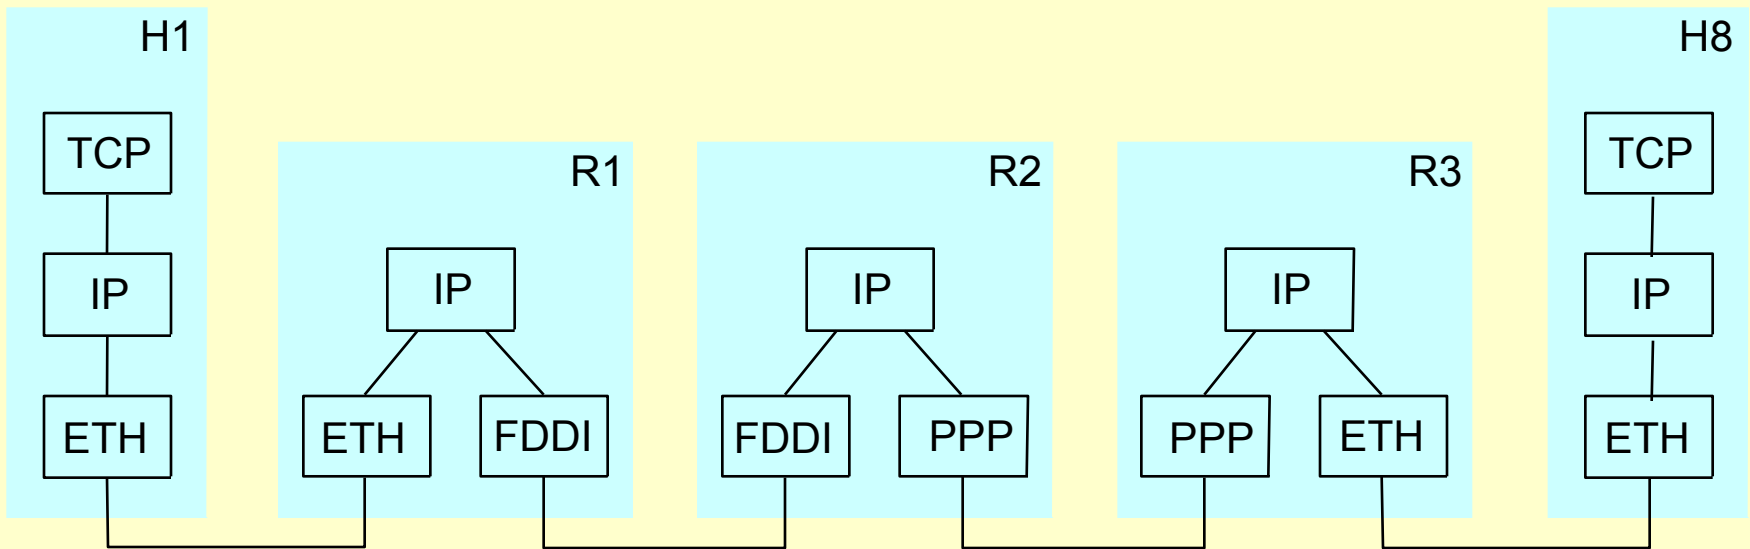 H1
H8
TCP
R1
R2
R3
TCP
IP
IP
IP
IP
IP
ETH
ETH
FDDI
FDDI
PPP
PPP
ETH
ETH